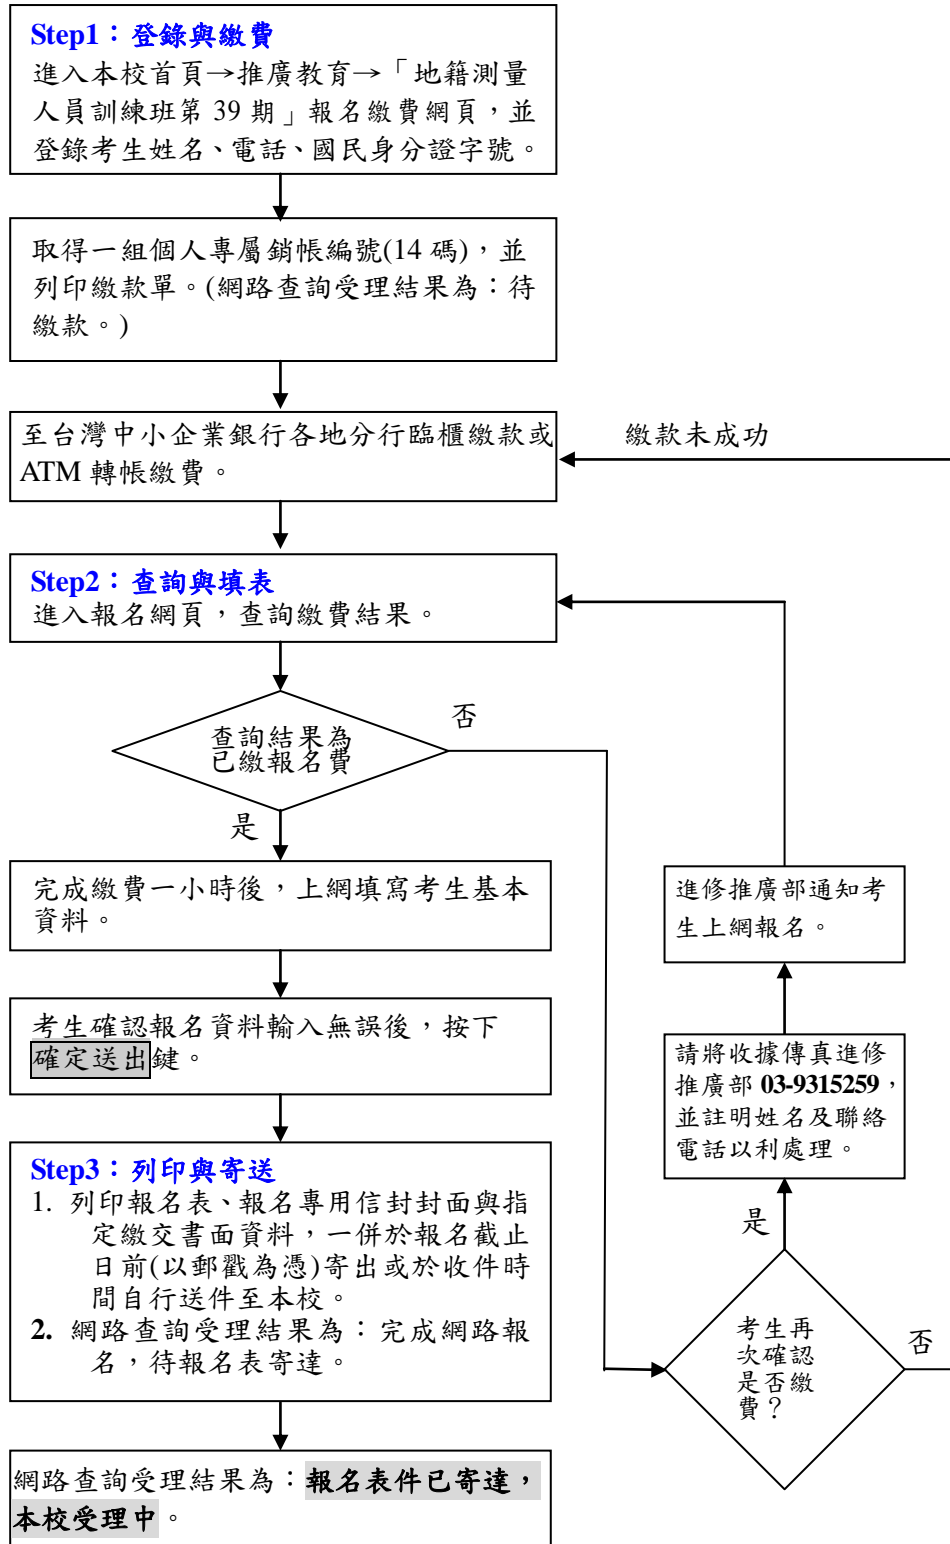 Step1：登錄與繳費
進入本校首頁→推廣教育→「地籍測量
人員訓練班第 39 期」報名繳費網頁，並
登錄考生姓名、電話、國民身分證字號。
取得一組個人專屬銷帳編號(14 碼)，並
列印繳款單。(網路查詢受理結果為：待
繳款。)
至台灣中小企業銀行各地分行臨櫃繳款或
ATM 轉帳繳費。
繳款未成功
Step2：查詢與填表
進入報名網頁，查詢繳費結果。
查詢結果為
已繳報名費
否
是
完成繳費一小時後，上網填寫考生基本
資料。
考生確認報名資料輸入無誤後，按下
確定送出鍵。
進修推廣部通知考
生上網報名。
請將收據傳真進修
推廣部 03-9315259，
並註明姓名及聯絡
電話以利處理。
是
考生再
次確認
是否繳
費？
否
Step3：列印與寄送
1. 列印報名表、報名專用信封封面與指
定繳交書面資料，一併於報名截止
日前(以郵戳為憑)寄出或於收件時
間自行送件至本校。
2. 網路查詢受理結果為：完成網路報
名，待報名表寄達。
網路查詢受理結果為：報名表件已寄達，
本校受理中。